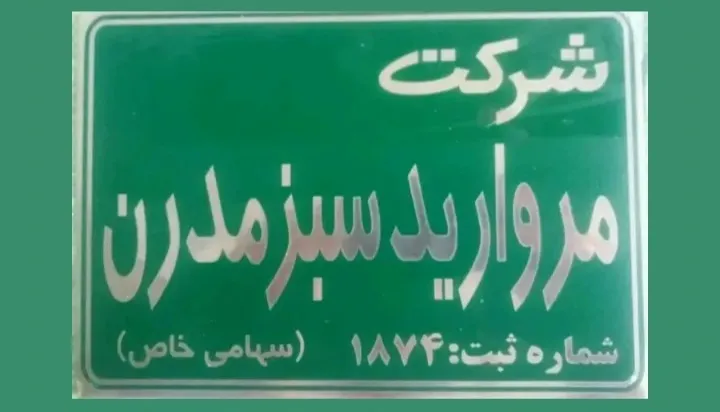 شرکت
مروارید سبز مدرن
شماره ثبت: ۱۸۷۴ (سهامی خاص)